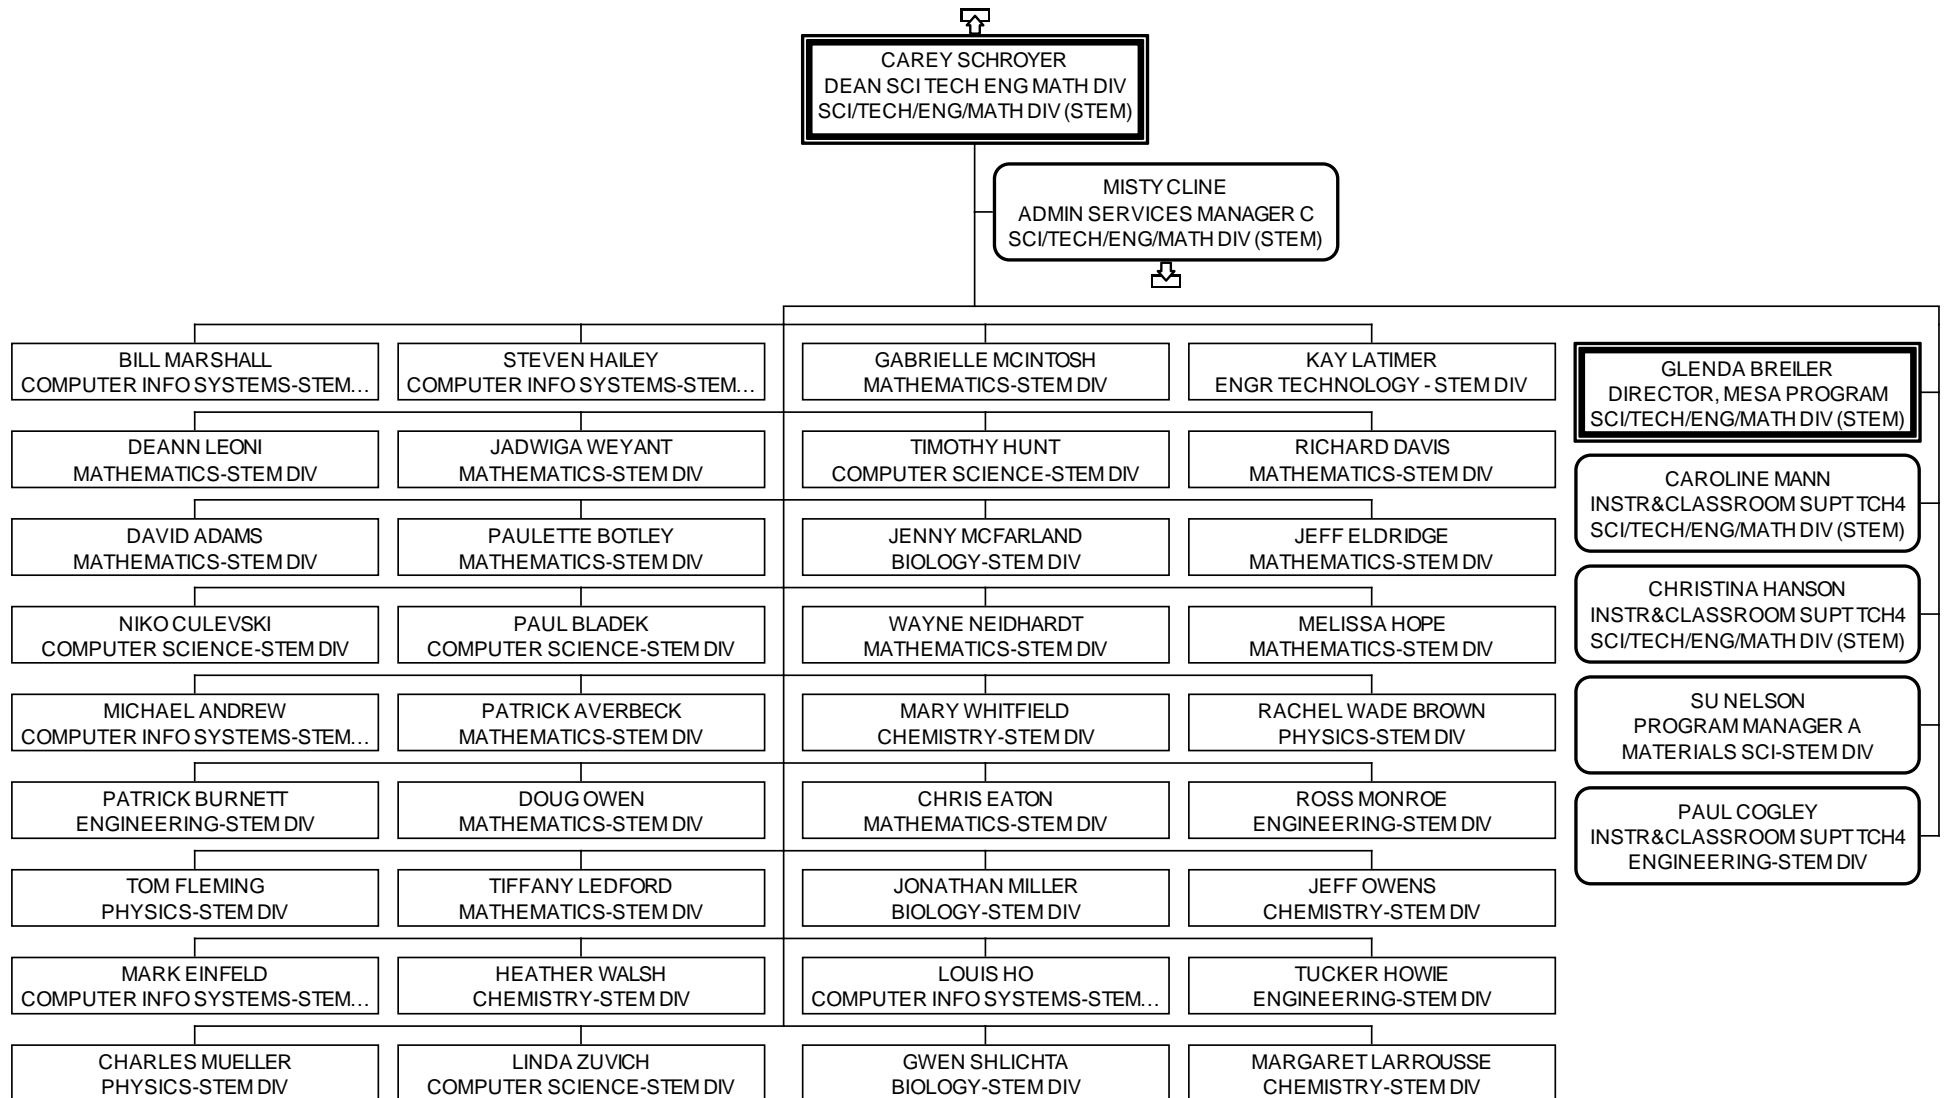 CAREY SCHROYER
DEAN SCI TECH ENG MATH DIV
SCI/TECH/ENG/MATH DIV (STEM)
MISTY CLINE
ADMIN SERVICES MANAGER C
SCI/TECH/ENG/MATH DIV (STEM)
BILL MARSHALL
COMPUTER INFO SYSTEMS-STEM...
STEVEN HAILEY
COMPUTER INFO SYSTEMS-STEM...
GABRIELLE MCINTOSH
MATHEMATICS-STEM DIV
KAY LATIMER
ENGR TECHNOLOGY - STEM DIV
DEANN LEONI
MATHEMATICS-STEM DIV
JADWIGA WEYANT
MATHEMATICS-STEM DIV
TIMOTHY HUNT
COMPUTER SCIENCE-STEM DIV
RICHARD DAVIS
MATHEMATICS-STEM DIV
DAVID ADAMS
MATHEMATICS-STEM DIV
PAULETTE BOTLEY
MATHEMATICS-STEM DIV
JENNY MCFARLAND
BIOLOGY-STEM DIV
JEFF ELDRIDGE
MATHEMATICS-STEM DIV
NIKO CULEVSKI
COMPUTER SCIENCE-STEM DIV
PAUL BLADEK
COMPUTER SCIENCE-STEM DIV
WAYNE NEIDHARDT
MATHEMATICS-STEM DIV
MELISSA HOPE
MATHEMATICS-STEM DIV
MICHAEL ANDREW
COMPUTER INFO SYSTEMS-STEM...
PATRICK AVERBECK
MATHEMATICS-STEM DIV
MARY WHITFIELD
CHEMISTRY-STEM DIV
RACHEL WADE BROWN
PHYSICS-STEM DIV
PATRICK BURNETT
ENGINEERING-STEM DIV
DOUG OWEN
MATHEMATICS-STEM DIV
CHRIS EATON
MATHEMATICS-STEM DIV
ROSS MONROE
ENGINEERING-STEM DIV
TOM FLEMING
PHYSICS-STEM DIV
TIFFANY LEDFORD
MATHEMATICS-STEM DIV
JONATHAN MILLER
BIOLOGY-STEM DIV
JEFF OWENS
CHEMISTRY-STEM DIV
MARK EINFELD
COMPUTER INFO SYSTEMS-STEM...
HEATHER WALSH
CHEMISTRY-STEM DIV
LOUIS HO
COMPUTER INFO SYSTEMS-STEM...
TUCKER HOWIE
ENGINEERING-STEM DIV
CHARLES MUELLER
PHYSICS-STEM DIV
LINDA ZUVICH
COMPUTER SCIENCE-STEM DIV
GWEN SHLICHTA
BIOLOGY-STEM DIV
MARGARET LARROUSSE
CHEMISTRY-STEM DIV
GLENDA BREILER
DIRECTOR, MESA PROGRAM
SCI/TECH/ENG/MATH DIV (STEM)
CAROLINE MANN
INSTR&CLASSROOM SUPT TCH4
SCI/TECH/ENG/MATH DIV (STEM)
CHRISTINA HANSON
INSTR&CLASSROOM SUPT TCH4
SCI/TECH/ENG/MATH DIV (STEM)
SU NELSON
PROGRAM MANAGER A
MATERIALS SCI-STEM DIV
PAUL COGLEY
INSTR&CLASSROOM SUPT TCH4
ENGINEERING-STEM DIV